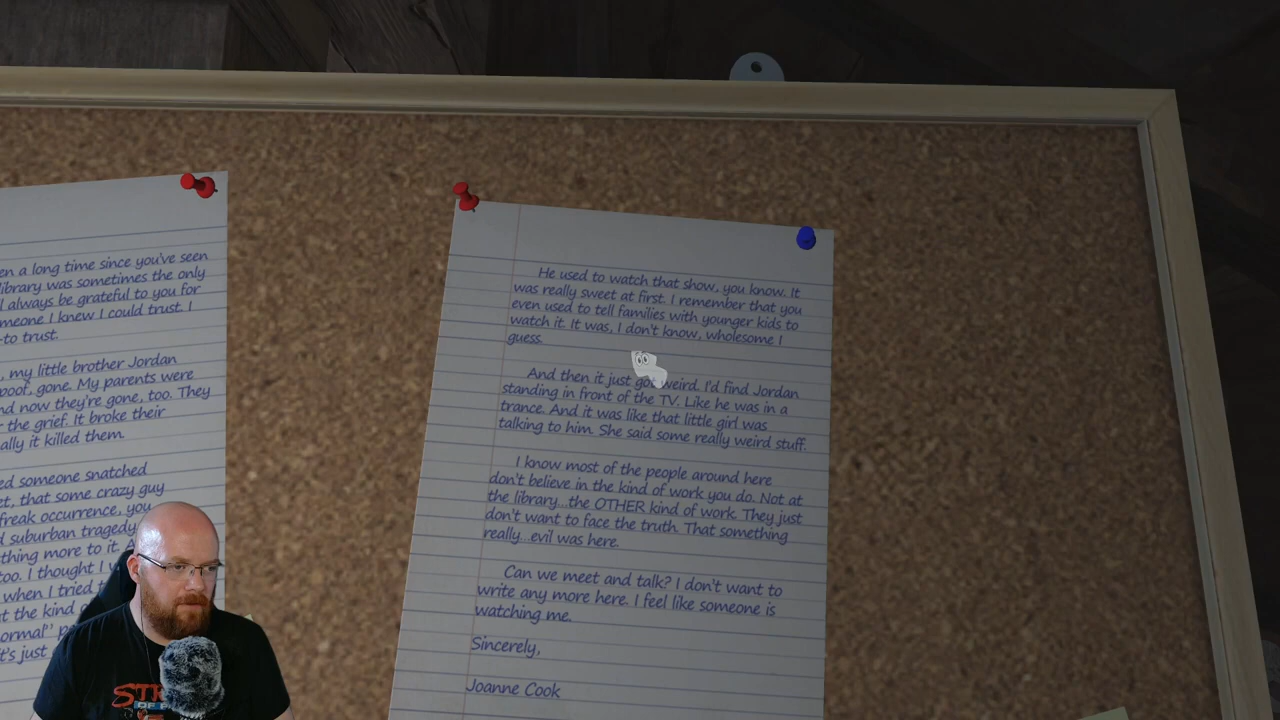 en a long time since you've seen
library was sometimes the only
l always be grateful to you for
meone I knew I could trust. I
-to trust.
, my little brother Jordan
poof, gone. My parents were
nd now they're gone, too. They
the grief. It broke their
ally it killed them.
ed someone snatched
et, that some crazy guy
freak occurrence, you
d suburban tragedy
thing more to it.
too. I thought I
when I tried
t the kind
ormal"
t's just
He used to watch that show, you know. It
was really sweet at first. I remember that you
even used to tell families with younger kids to
watch it. It was, I don't know, wholesome I
guess.
And then it just got weird. I'd find Jordan
standing in front of the TV. Like he was in a
trance. And it was like that little girl was
talking to him. She said some really weird stuff.
I know most of the people around here
don't believe in the kind of work you do. Not at
the library...the OTHER kind of work. They just
don't want to face the truth. That something
really...evil was here.
Can we meet and talk? I don't want to
write any more here. I feel like someone is
watching me.
Sincerely,
Joanne Cook